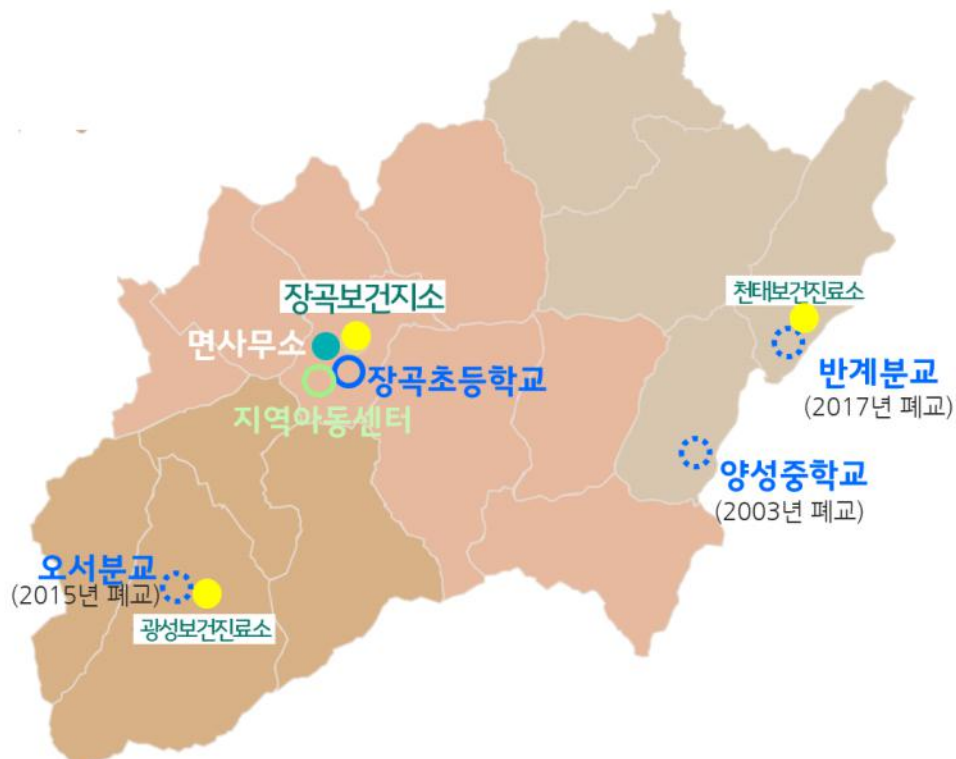 장곡보건지소
천태보건진료소
면사무소
장곡초등학교
반계분교
(2017년 폐교)
지역아동센터
양성중학교
(2003년 폐교)
오서분교
(2015년 폐교)
광성보건진료소